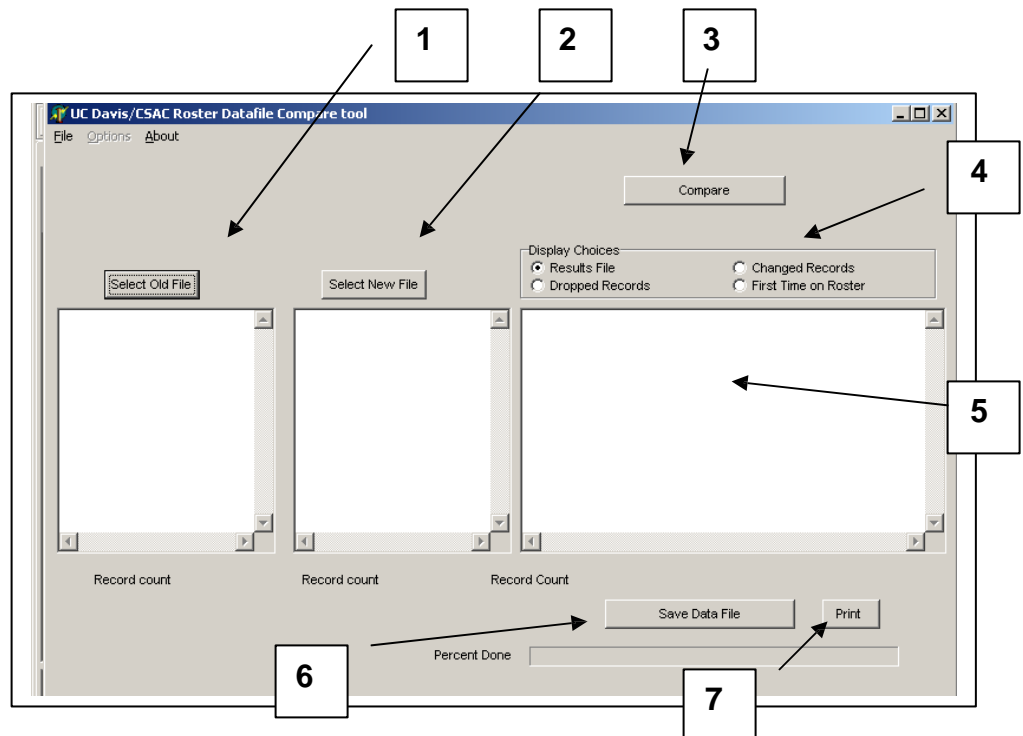 1 2 3
UC Davis/CSAC Roster Datafile Compare tool
File Options About
Compare
4
Display Choices
Select Old File Select New File
Results File Changed Records
Dropped Records First Time on Roster
5
Record count Record count Record Count
Save Data File Print
Percent Done
6
7